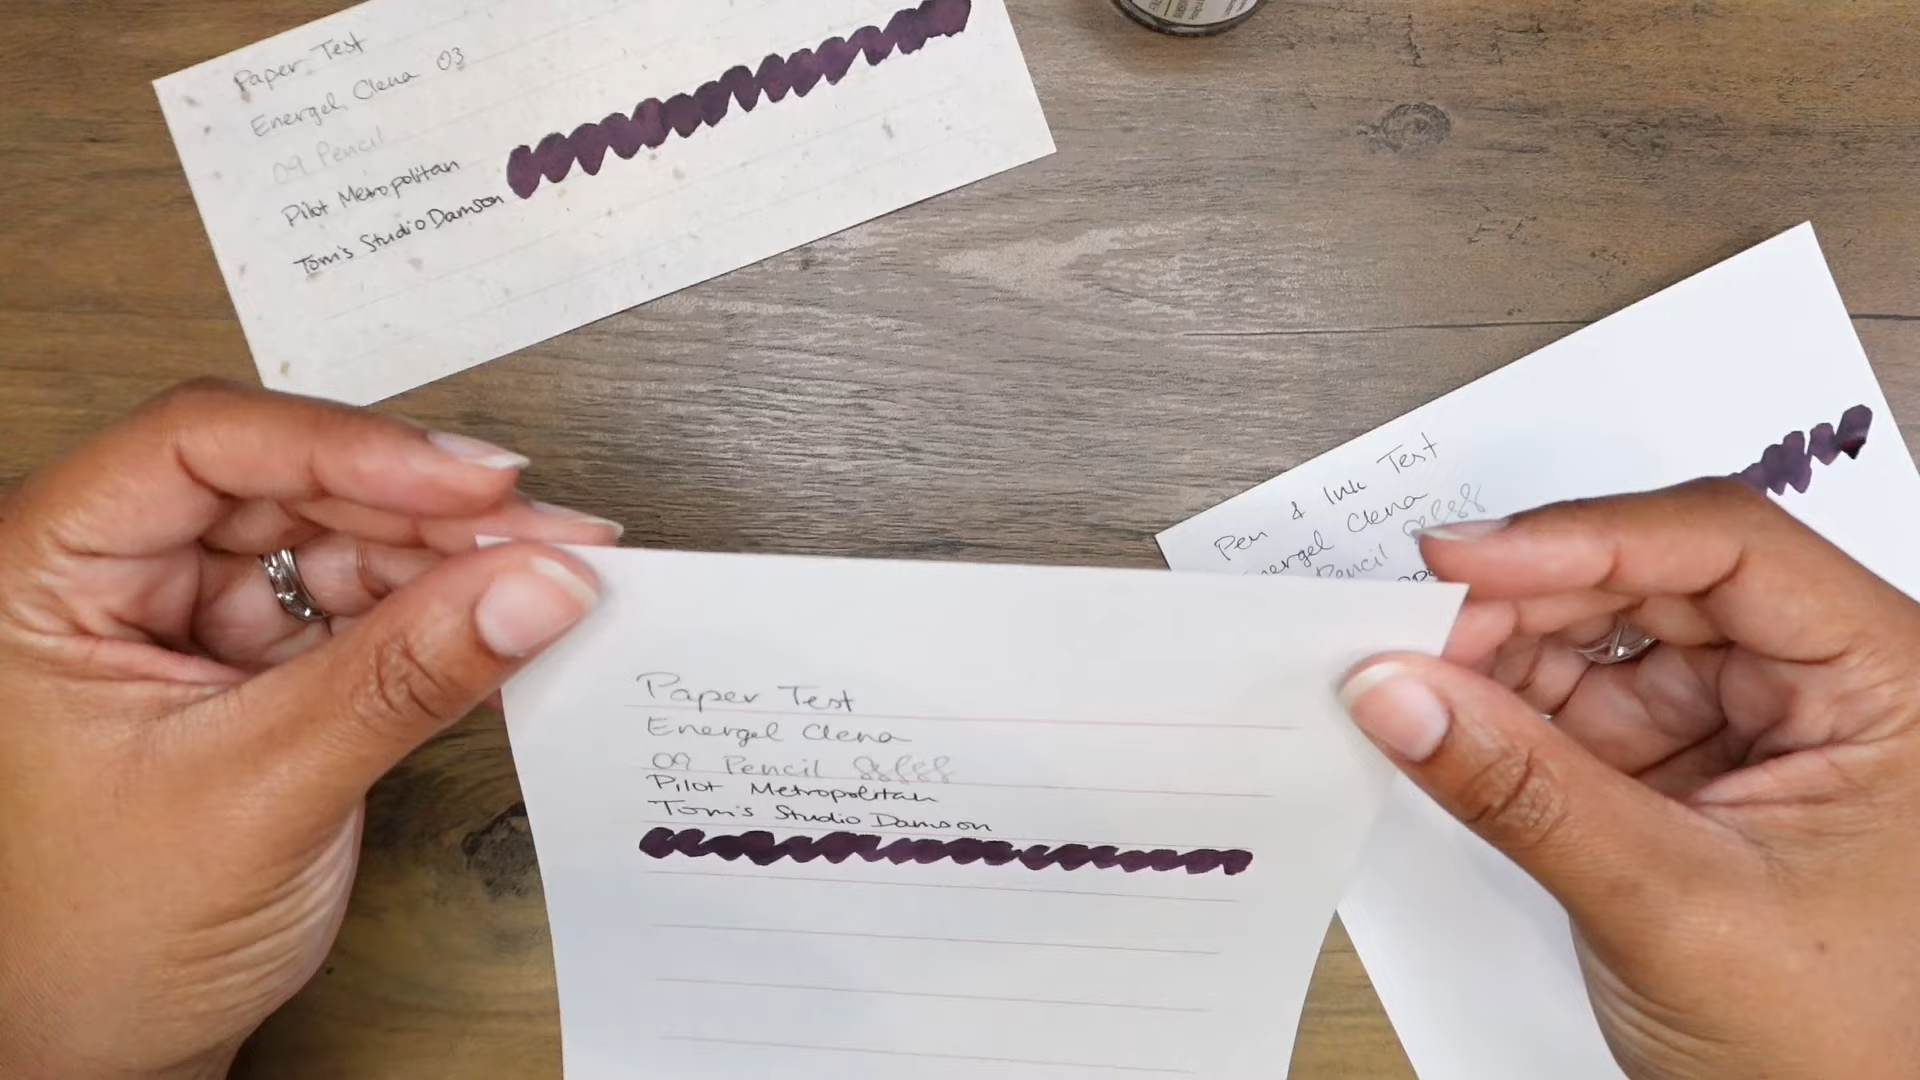 Paper Test
Energel Clena 03
09 Pencil
Pilot Metropolitan
Tom's Studio Damson
Pen & Ink Test
Energel Clena
Pencil
Paper Test
Energel Clena
09 Pencil
Pilot Metropolitan
Tom's Studio Damson